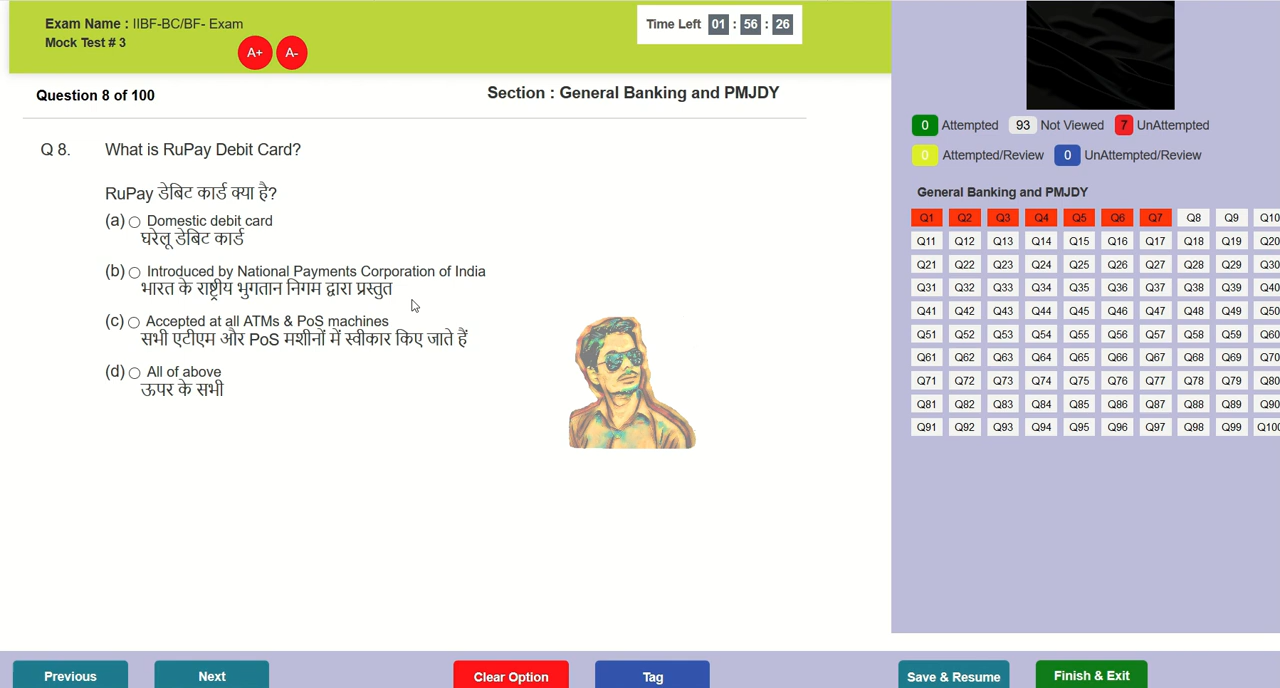 Exam Name : IIBF-BC/BF- Exam
Mock Test # 3
A+ A-
Time Left 01 : 56 : 26
Question 8 of 100
Section : General Banking and PMJDY
Q 8. What is RuPay Debit Card?
RuPay डेबिट कार्ड क्या है?
(a) Domestic debit card
घरेलू डेबिट कार्ड
(b) Introduced by National Payments Corporation of India
भारत के राष्ट्रीय भुगतान निगम द्वारा प्रस्तुत
(c) Accepted at all ATMs & PoS machines
सभी एटीएम और PoS मशीनों में स्वीकार किए जाते हैं
(d) All of above
ऊपर के सभी
0 Attempted 93 Not Viewed 7 UnAttempted
0 Attempted/Review 0 UnAttempted/Review
General Banking and PMJDY
Q1 Q2 Q3 Q4 Q5 Q6 Q7 Q8 Q9 Q10
Q11 Q12 Q13 Q14 Q15 Q16 Q17 Q18 Q19 Q20
Q21 Q22 Q23 Q24 Q25 Q26 Q27 Q28 Q29 Q30
Q31 Q32 Q33 Q34 Q35 Q36 Q37 Q38 Q39 Q40
Q41 Q42 Q43 Q44 Q45 Q46 Q47 Q48 Q49 Q50
Q51 Q52 Q53 Q54 Q55 Q56 Q57 Q58 Q59 Q60
Q61 Q62 Q63 Q64 Q65 Q66 Q67 Q68 Q69 Q70
Q71 Q72 Q73 Q74 Q75 Q76 Q77 Q78 Q79 Q80
Q81 Q82 Q83 Q84 Q85 Q86 Q87 Q88 Q89 Q90
Q91 Q92 Q93 Q94 Q95 Q96 Q97 Q98 Q99 Q100
Previous Next Clear Option Tag Save & Resume Finish & Exit